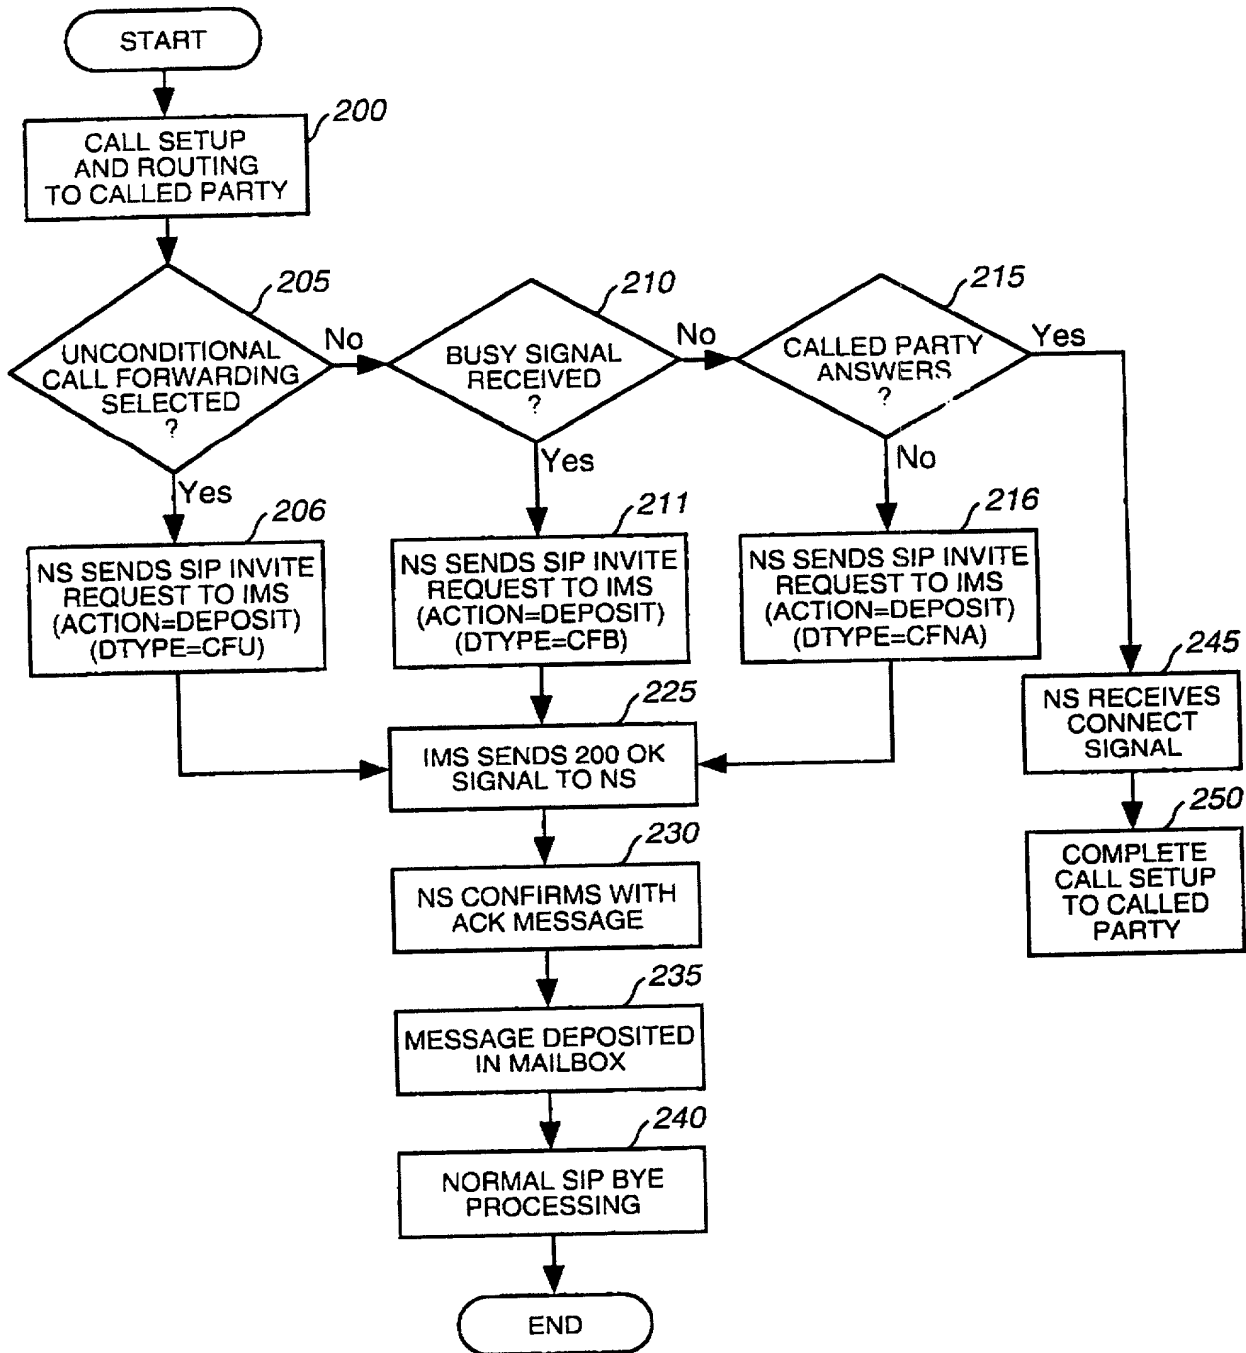 START
200
CALL SETUP
AND ROUTING
TO CALLED PARTY
205
UNCONDITIONAL
CALL FORWARDING
SELECTED
?
No
Yes
210
BUSY SIGNAL
RECEIVED
?
No
Yes
215
CALLED PARTY
ANSWERS
?
Yes
No
206
NS SENDS SIP INVITE
REQUEST TO IMS
(ACTION=DEPOSIT)
(DTYPE=CFU)
211
NS SENDS SIP INVITE
REQUEST TO IMS
(ACTION=DEPOSIT)
(DTYPE=CFB)
216
NS SENDS SIP INVITE
REQUEST TO IMS
(ACTION=DEPOSIT)
(DTYPE=CFNA)
225
IMS SENDS 200 OK
SIGNAL TO NS
245
NS RECEIVES
CONNECT
SIGNAL
230
NS CONFIRMS WITH
ACK MESSAGE
250
COMPLETE
CALL SETUP
TO CALLED
PARTY
235
MESSAGE DEPOSITED
IN MAILBOX
240
NORMAL SIP BYE
PROCESSING
END